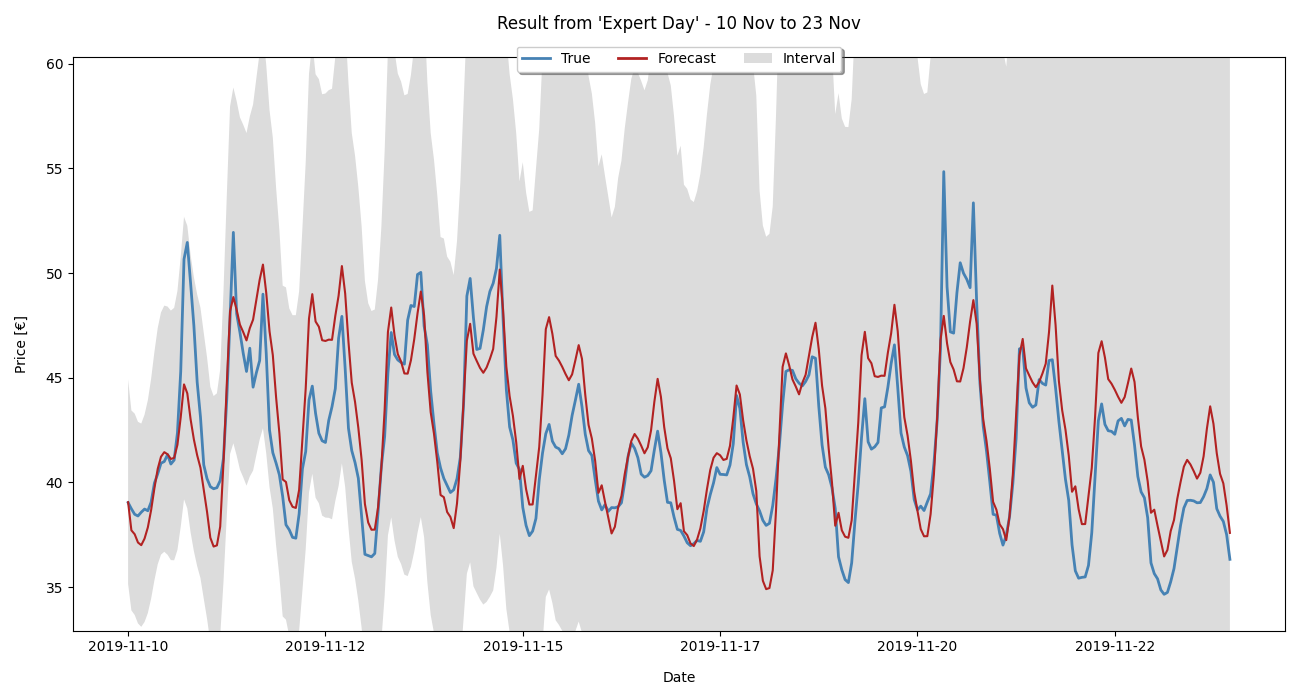 Result from 'Expert Day' - 10 Nov to 23 Nov
True Forecast Interval
60
55
50
45
40
35
Price [€]
2019-11-10 2019-11-12 2019-11-15 2019-11-17 2019-11-20 2019-11-22
Date